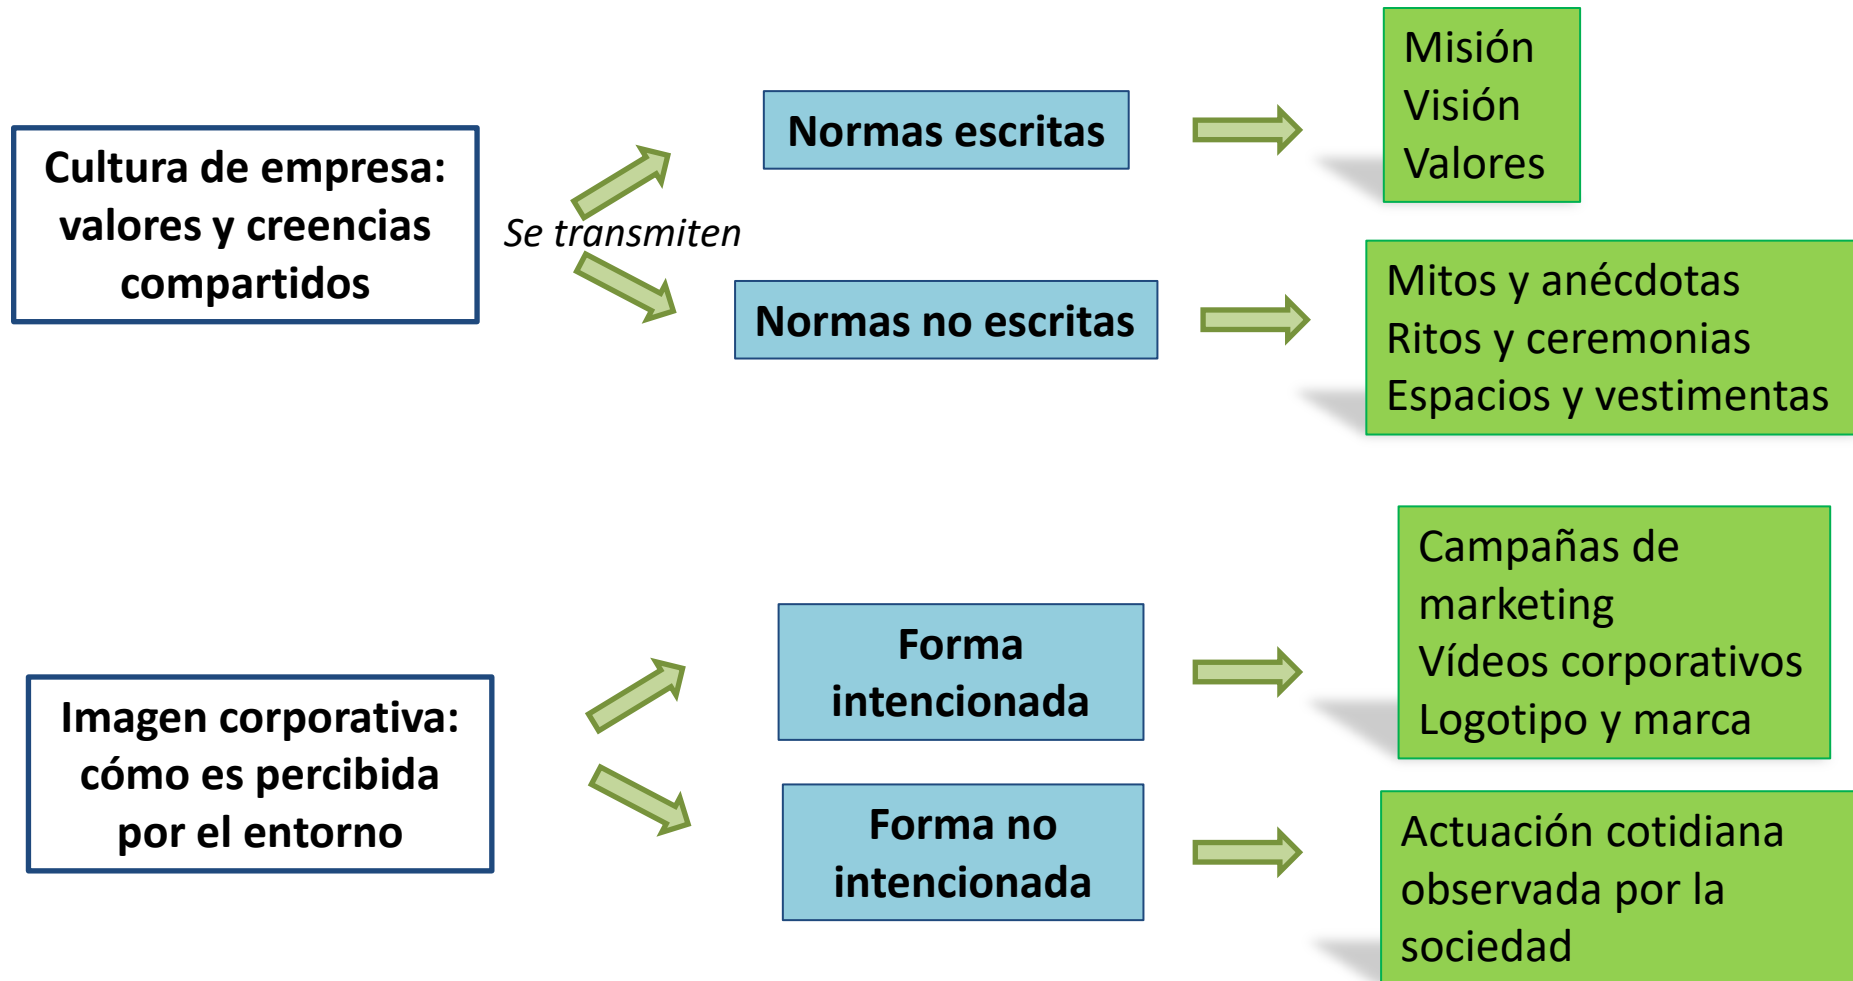 Cultura de empresa:
valores y creencias
compartidos
Se transmiten
Normas escritas
Misión
Visión
Valores
Normas no escritas
Mitos y anécdotas
Ritos y ceremonias
Espacios y vestimentas
Imagen corporativa:
cómo es percibida
por el entorno
Forma
intencionada
Campañas de
marketing
Vídeos corporativos
Logotipo y marca
Forma no
intencionada
Actuación cotidiana
observada por la
sociedad